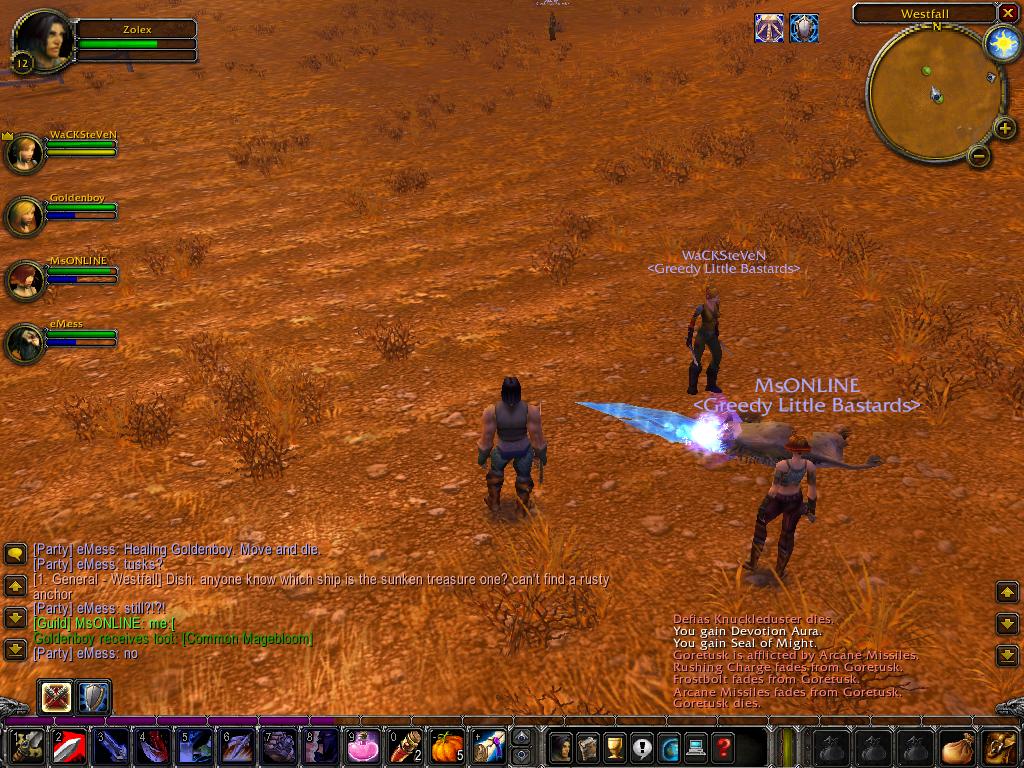 Zolex
12
Westfall
N
WaCKSteVeN
Goldenboy
MsONLINE
eMess
WaCKSteVeN
<Greedy Little Bastards>
MsONLINE
<Greedy Little Bastards>
[Party] eMess: Healing Goldenboy. Move and die.
[Party] eMess: tusks?
[1. General - Westfall] Dish: anyone know which ship is the sunken treasure one? can't find a rusty
anchor
[Party] eMess: still?!?!
[Guild] MsONLINE: me [
Goldenboy receives loot: [Common Magebloom]
[Party] eMess: no
Defias Knuckleduster dies.
You gain Devotion Aura.
You gain Seal of Might.
Goretusk is afflicted by Arcane Missiles.
Rushing Charge fades from Goretusk.
Frostbolt fades from Goretusk.
Arcane Missiles fades from Goretusk.
Goretusk dies.
1 2 3 4 5 6 7 8 9 0 2 5